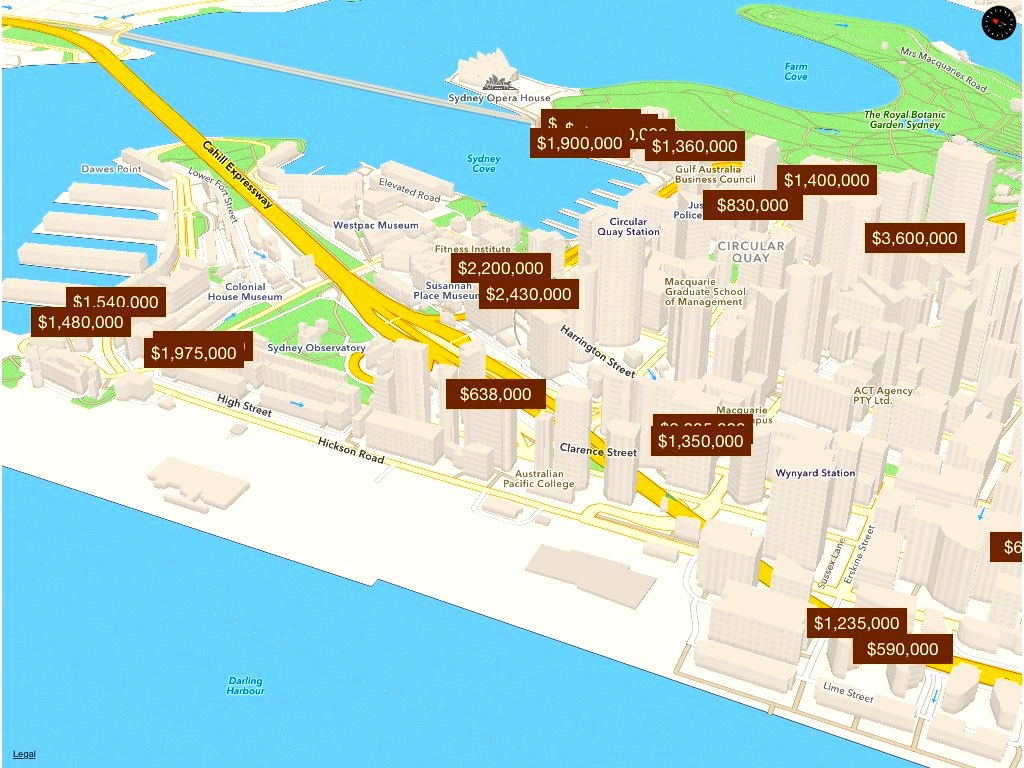 Mrs Macquaries Road
Farm
Cove
Sydney Opera House
The Royal Botanic
Garden Sydney
$1,900,000
$1,360,000
Cahill Expressway
Sydney
Cove
Dawes Point
Lower Fort Street
Elevated Road
Gulf Australia
Business Council
$1,400,000
$830,000
Police
Westpac Museum
Circular
Quay Station
$3,600,000
CIRCULAR
QUAY
Fitness Institute
$2,200,000
Susannah
Place Museum
$2,430,000
Colonial
House Museum
Macquarie
Graduate School
of Management
$1,540,000
$1,480,000
$1,975,000
Sydney Observatory
Harrington Street
$638,000
High Street
ACT Agency
PTY Ltd.
Macquarie
$1,350,000
Hickson Road
Clarence Street
Australian
Pacific College
Wynyard Station
Sussex Lane
Erskine Street
$1,235,000
$590,000
Lime Street
Darling
Harbour
Legal